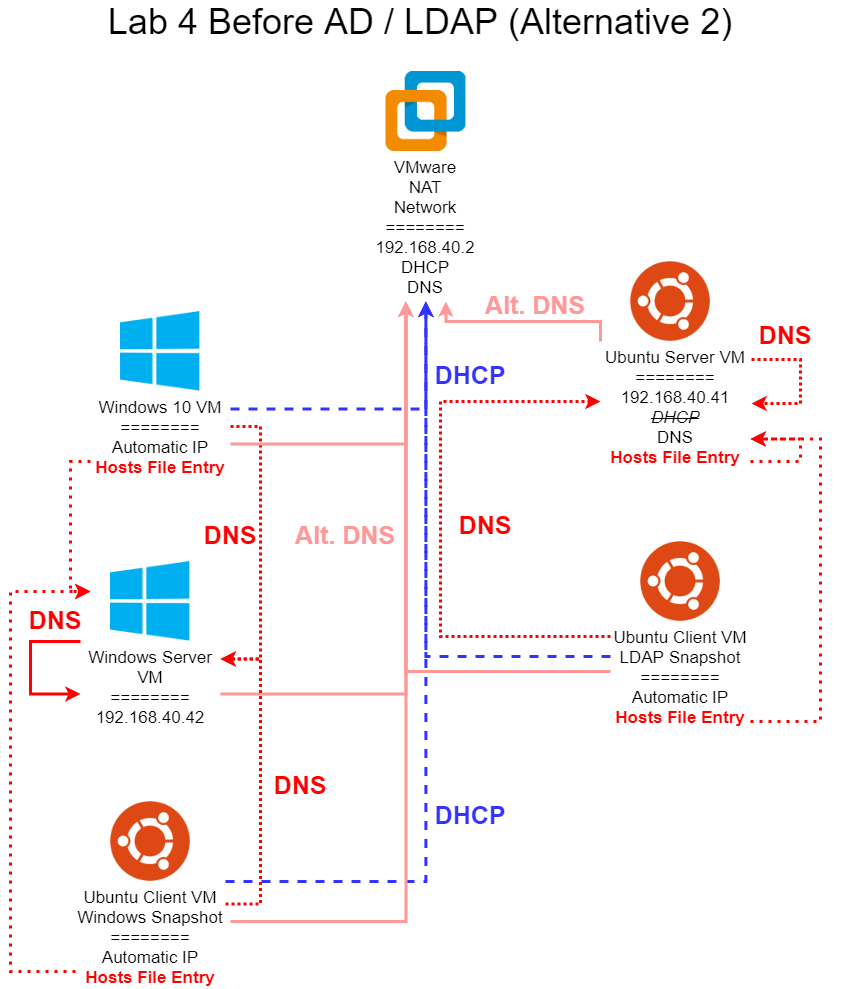 Lab 4 Before AD / LDAP (Alternative 2)
VMware
NAT
Network
========
192.168.40.2
DHCP
DNS
Alt. DNS
DNS
Ubuntu Server VM
========
192.168.40.41
DHCP
DNS
Hosts File Entry
DHCP
Windows 10 VM
========
Automatic IP
Hosts File Entry
DNS
Alt. DNS
DNS
DNS
Windows Server
VM
========
192.168.40.42
Ubuntu Client VM
LDAP Snapshot
========
Automatic IP
Hosts File Entry
DNS
DHCP
Ubuntu Client VM
Windows Snapshot
========
Automatic IP
Hosts File Entry